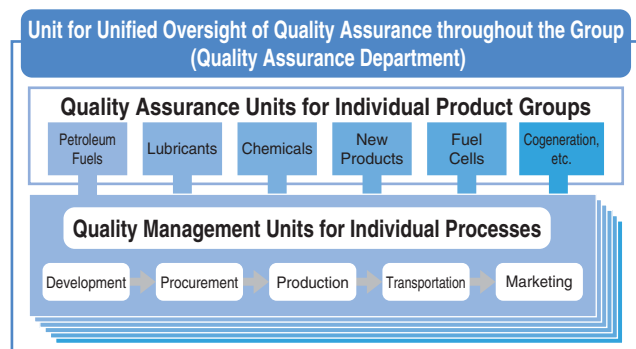 Unit for Unified Oversight of Quality Assurance throughout the Group
(Quality Assurance Department)
Quality Assurance Units for Individual Product Groups
Petroleum
Fuels
Lubricants
Chemicals
New
Products
Fuel
Cells
Cogeneration,
etc.
Quality Management Units for Individual Processes
Development
Procurement
Production
Transportation
Marketing